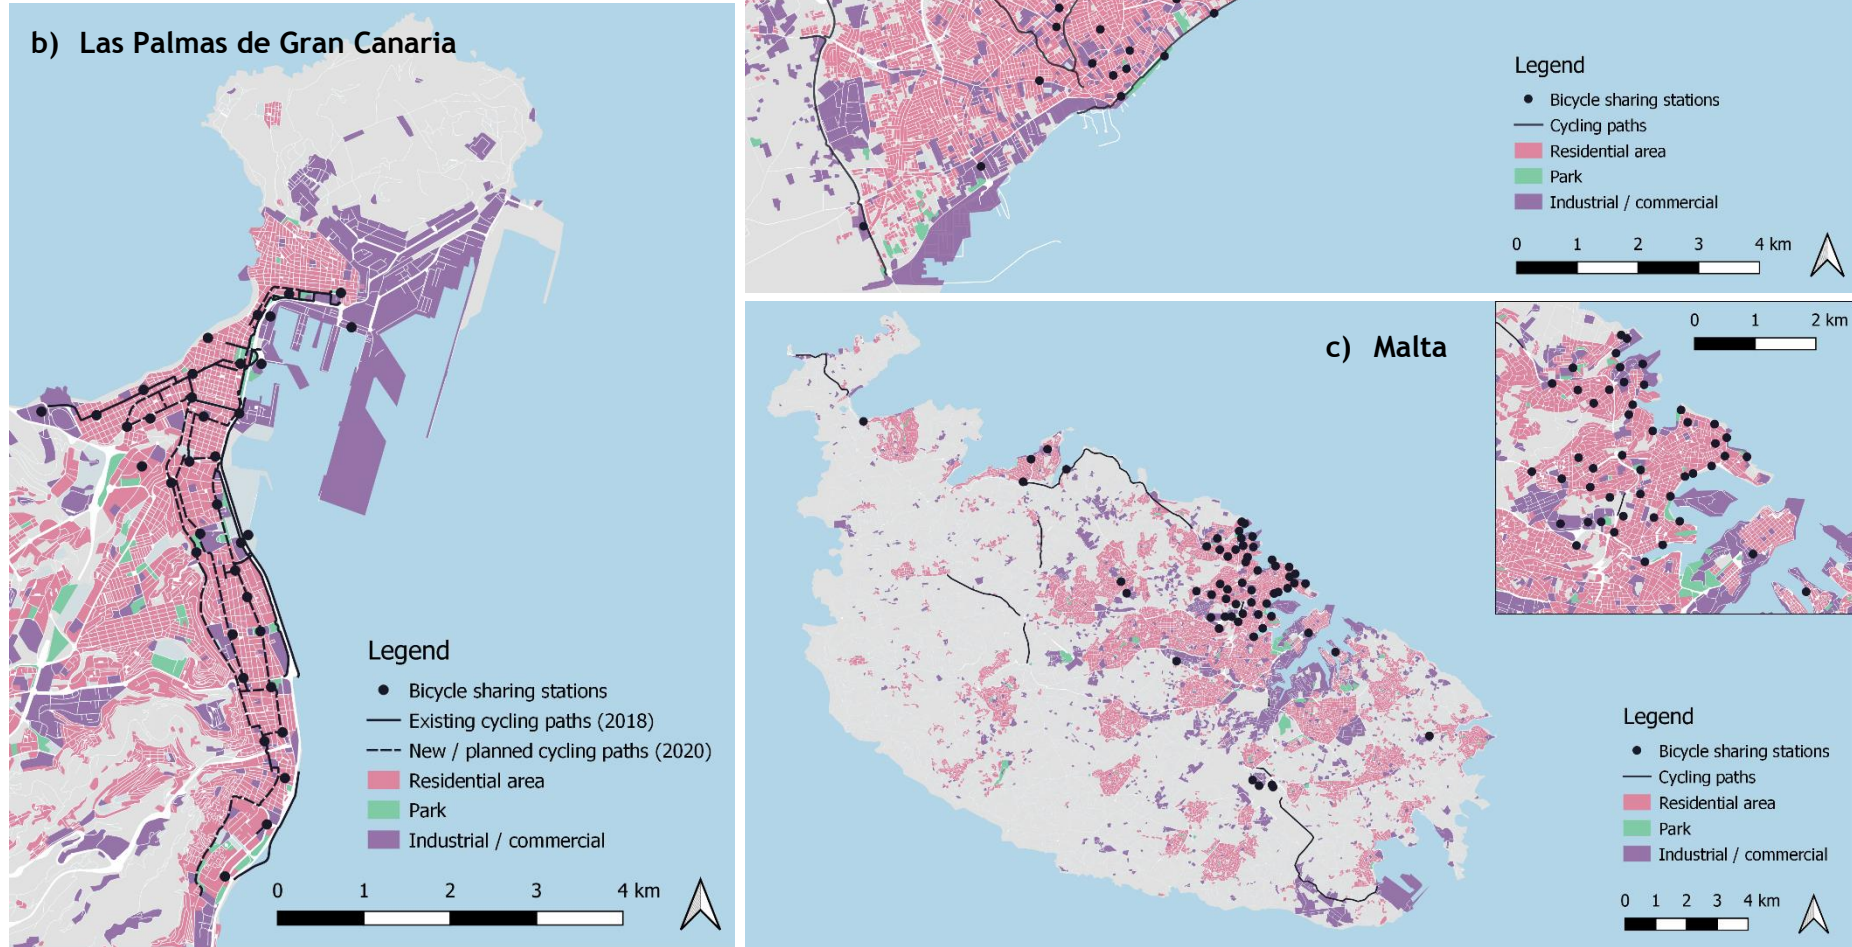 b) Las Palmas de Gran Canaria
Legend
Bicycle sharing stations
Existing cycling paths (2018)
New / planned cycling paths (2020)
Residential area
Park
Industrial / commercial
0 1 2 3 4 km
Legend
Bicycle sharing stations
Cycling paths
Residential area
Park
Industrial / commercial
0 1 2 3 4 km
c) Malta
0 1 2 km
Legend
Bicycle sharing stations
Cycling paths
Residential area
Park
Industrial / commercial
0 1 2 3 4 km